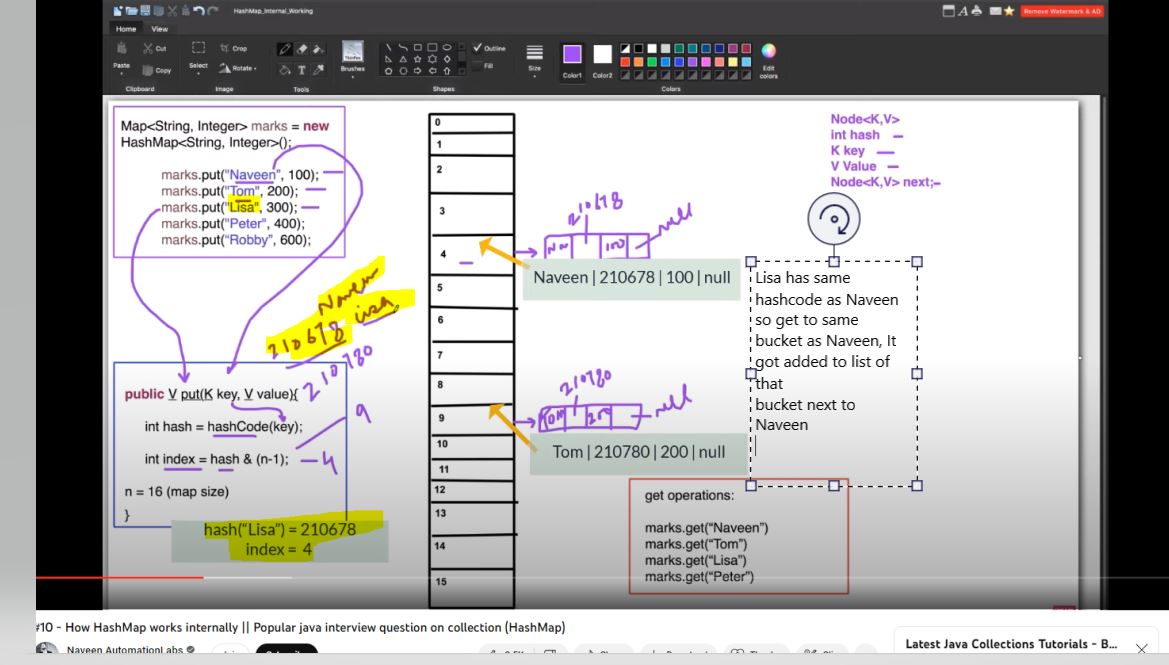 HashMap_Internal_Working
Remove Watermark & AD
Home View
Paste
Cut
Copy
Select
Crop
Rotate
Brushes
Outline
Fill
Size
Color1
Color2
Edit colors
Clipboard
Image
Tools
Shapes
Colors
Map<String, Integer> marks = new
HashMap<String, Integer>();
marks.put("Naveen", 100);
marks.put("Tom", 200);
marks.put("Lisa", 300);
marks.put("Peter", 400);
marks.put("Robby", 600);
Naveen
210678 Lisa
210780
public V put(K key, V value){
int hash = hashCode(key);
int index = hash & (n-1);
9
4
n = 16 (map size)
}
hash("Lisa") = 210678
index = 4
0
1
2
3
4
5
6
7
8
9
10
11
12
13
14
15
210678
100
null
Naveen | 210678 | 100 | null
210780
Tom
200
null
Tom | 210780 | 200 | null
Node<K,V>
int hash
K key
V Value
Node<K,V> next;
Lisa has same
hashcode as Naveen
so get to same
bucket as Naveen, It
got added to list of
that
bucket next to
Naveen
get operations:
marks.get("Naveen")
marks.get("Tom")
marks.get("Lisa")
marks.get("Peter")
#10 - How HashMap works internally || Popular java interview question on collection (HashMap)
Naveen AutomationLabs
Latest Java Collections Tutorials - B...